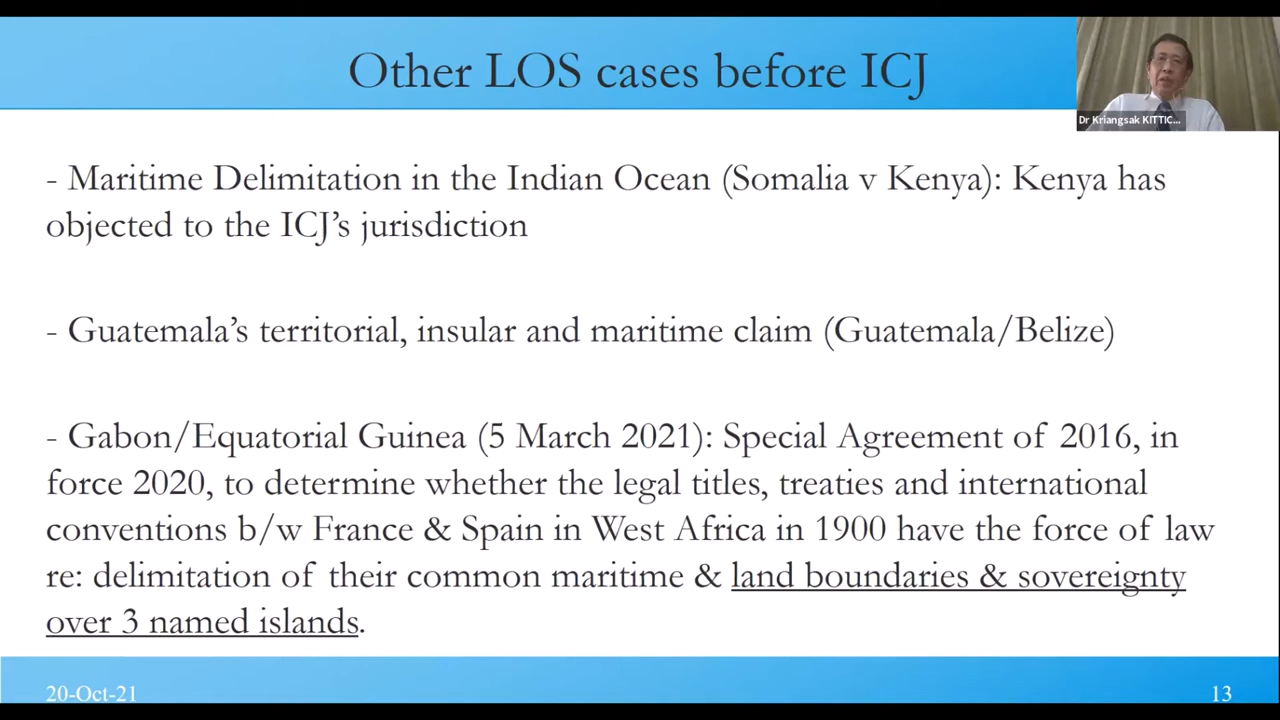 Other LOS cases before ICJ
Dr Kriangsak KITTIC...
- Maritime Delimitation in the Indian Ocean (Somalia v Kenya): Kenya has
objected to the ICJ’s jurisdiction
- Guatemala’s territorial, insular and maritime claim (Guatemala/Belize)
- Gabon/Equatorial Guinea (5 March 2021): Special Agreement of 2016, in
force 2020, to determine whether the legal titles, treaties and international
conventions b/w France & Spain in West Africa in 1900 have the force of law
re: delimitation of their common maritime & land boundaries & sovereignty
over 3 named islands.
20-Oct-21
13